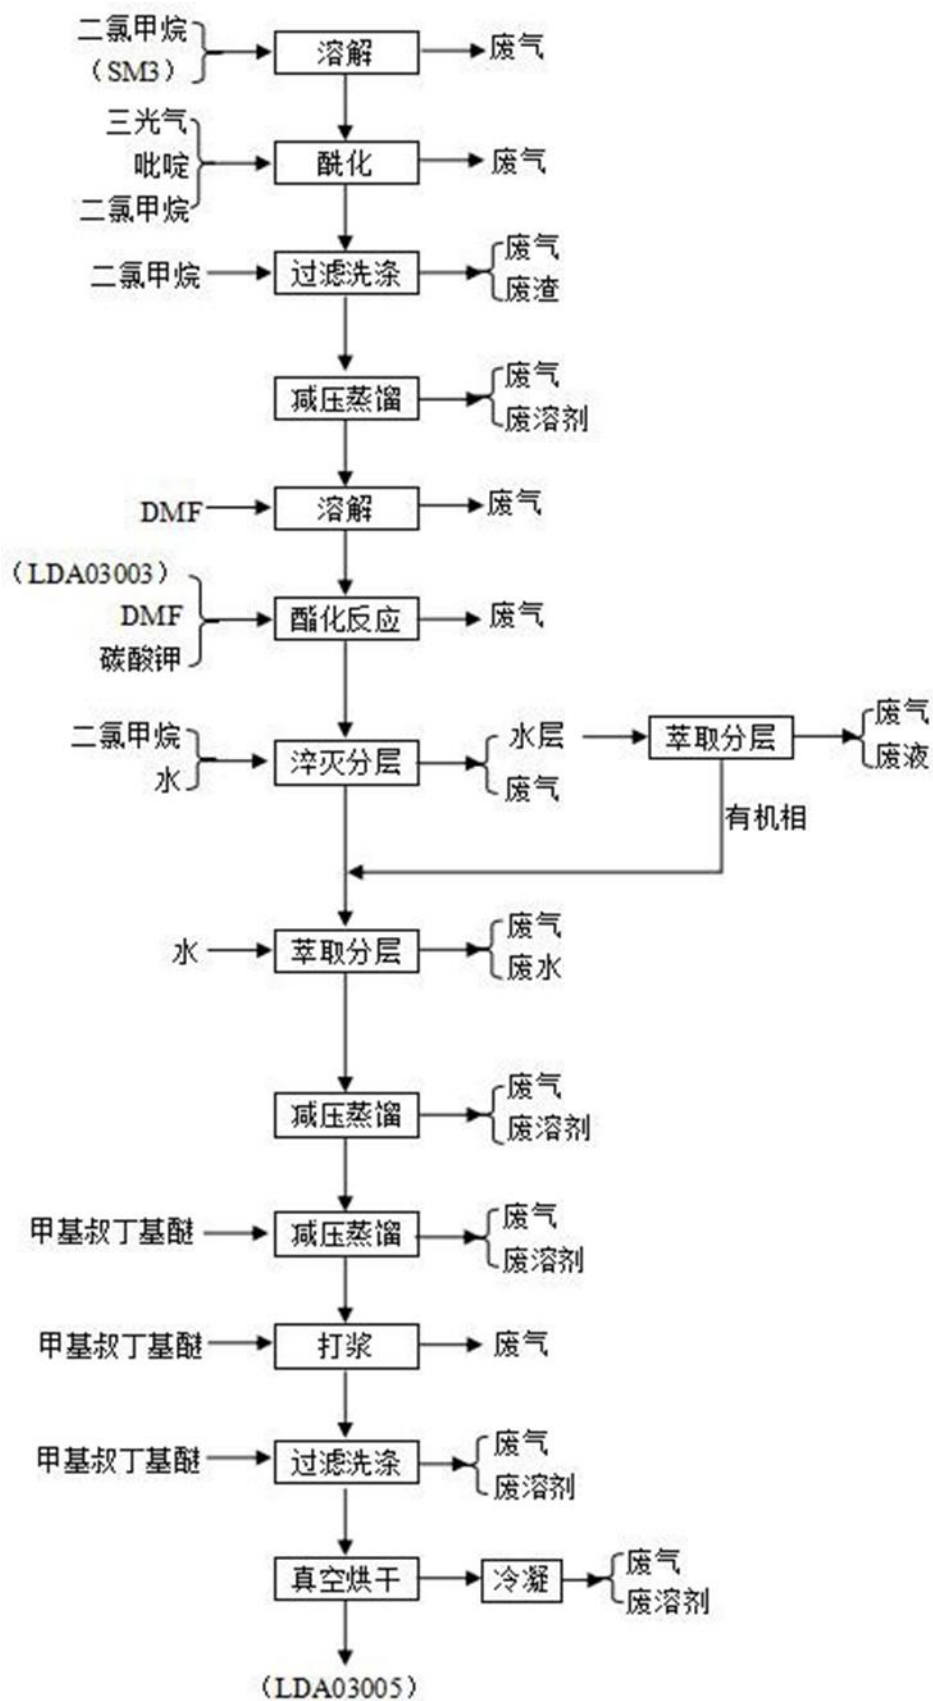 二氯甲烷
（SM3）
溶解
废气
三光气
吡啶
二氯甲烷
酰化
废气
二氯甲烷
过滤洗涤
废气
废渣
减压蒸馏
废气
废溶剂
DMF
溶解
废气
（LDA03003）
DMF
碳酸钾
酯化反应
废气
二氯甲烷
水
淬灭分层
水层
废气
萃取分层
废气
废液
有机相
水
萃取分层
废气
废水
减压蒸馏
废气
废溶剂
甲基叔丁基醚
减压蒸馏
废气
废溶剂
甲基叔丁基醚
打浆
废气
甲基叔丁基醚
过滤洗涤
废气
废溶剂
真空烘干
冷凝
废气
废溶剂
（LDA03005）